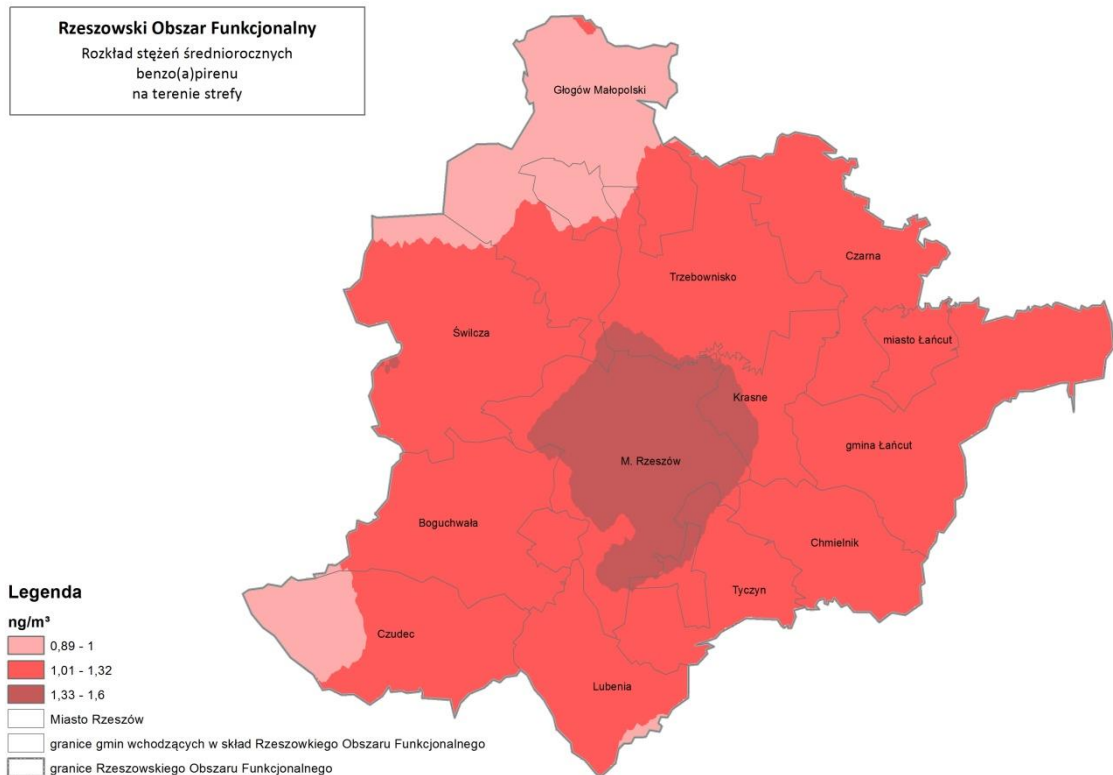 Rzeszowski Obszar Funkcjonalny
Rozkład stężeń średniorocznych
benzo(a)pirenu
na terenie strefy
Głogów Małopolski
Czarna
Trzebownisko
Świlcza
miasto Łańcut
Krasne
gmina Łańcut
M. Rzeszów
Boguchwała
Chmielnik
Tyczyn
Czudec
Lubenia
Legenda
ng/m³
0,89 - 1
1,01 - 1,32
1,33 - 1,6
Miasto Rzeszów
granice gmin wchodzących w skład Rzeszowkiego Obszaru Funkcjonalnego
granice Rzeszowskiego Obszaru Funkcjonalnego